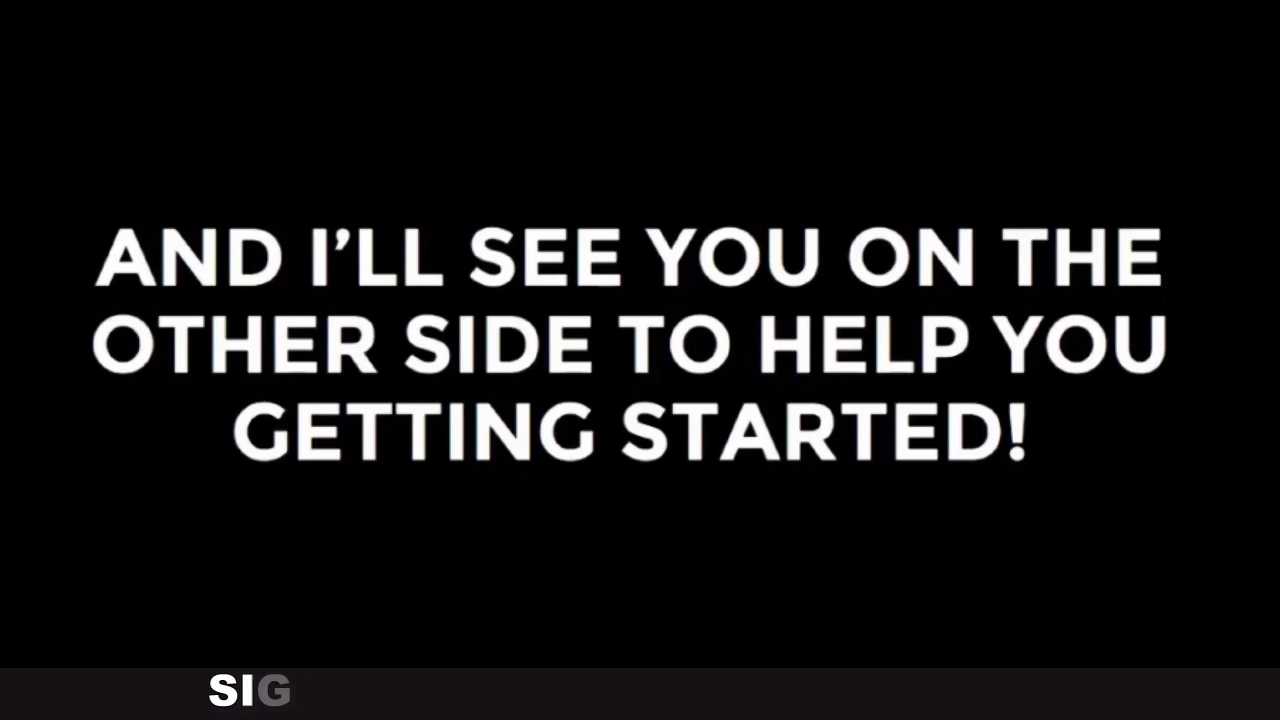 AND I'LL SEE YOU ON THE
OTHER SIDE TO HELP YOU
GETTING STARTED!
SIG